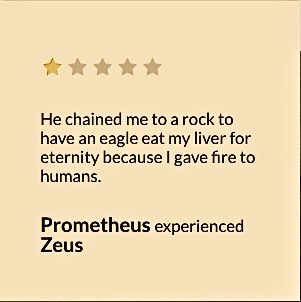 He chained me to a rock to
have an eagle eat my liver for
eternity because I gave fire to
humans.
Prometheus experienced
Zeus